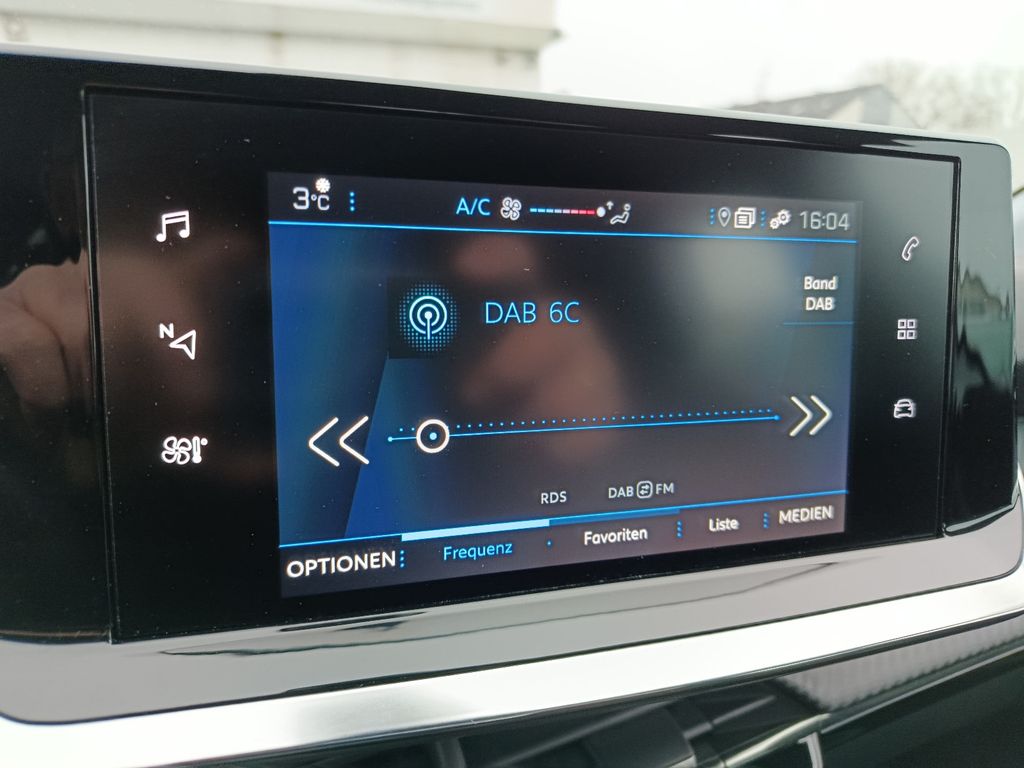 3°C
A/C
16:04
Band
DAB
DAB 6C
N
RDS
DAB FM
OPTIONEN
Frequenz
Favoriten
Liste
MEDIEN